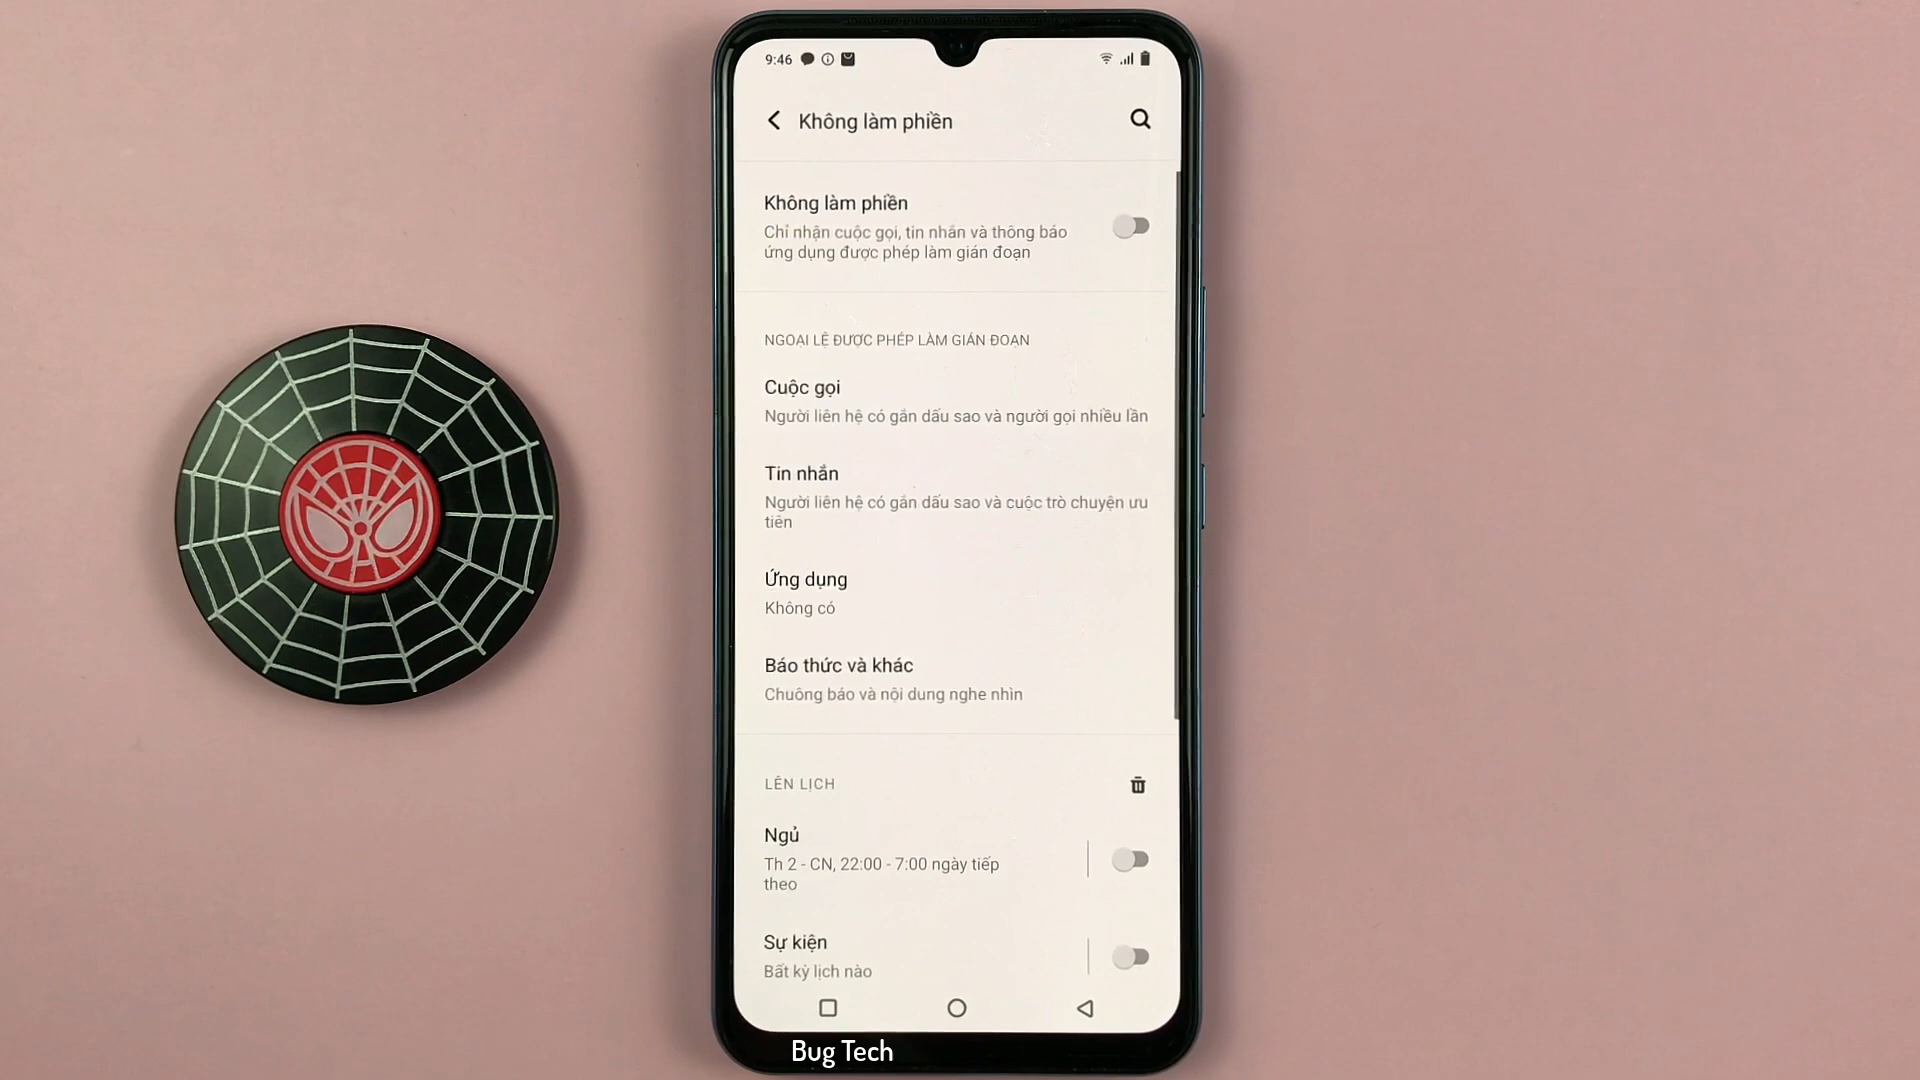 9:46
Không làm phiền
Không làm phiền
Chỉ nhận cuộc gọi, tin nhắn và thông báo
ứng dụng được phép làm gián đoạn
NGOẠI LỆ ĐƯỢC PHÉP LÀM GIÁN ĐOẠN
Cuộc gọi
Người liên hệ có gắn dấu sao và người gọi nhiều lần
Tin nhắn
Người liên hệ có gắn dấu sao và cuộc trò chuyện ưu
tiên
Ứng dụng
Không có
Báo thức và khác
Chuông báo và nội dung nghe nhìn
LÊN LỊCH
Ngủ
Th 2 - CN, 22:00 - 7:00 ngày tiếp
theo
Sự kiện
Bất kỳ lịch nào
Bug Tech